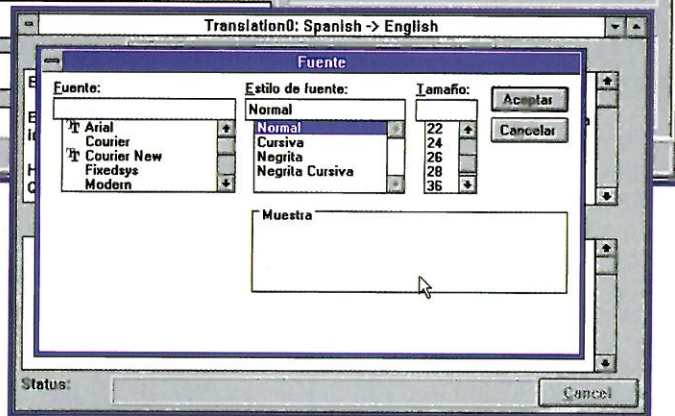 Translation0: Spanish -> English
Fuente
Fuente:
Estilo de fuente:
Tamaño:
Normal
Aceptar
Cancelar
Arial
Courier
Courier New
Fixedsys
Modern
Normal
Cursiva
Negrita
Negrita Cursiva
22
24
26
28
36
Muestra
Status:
Cancel